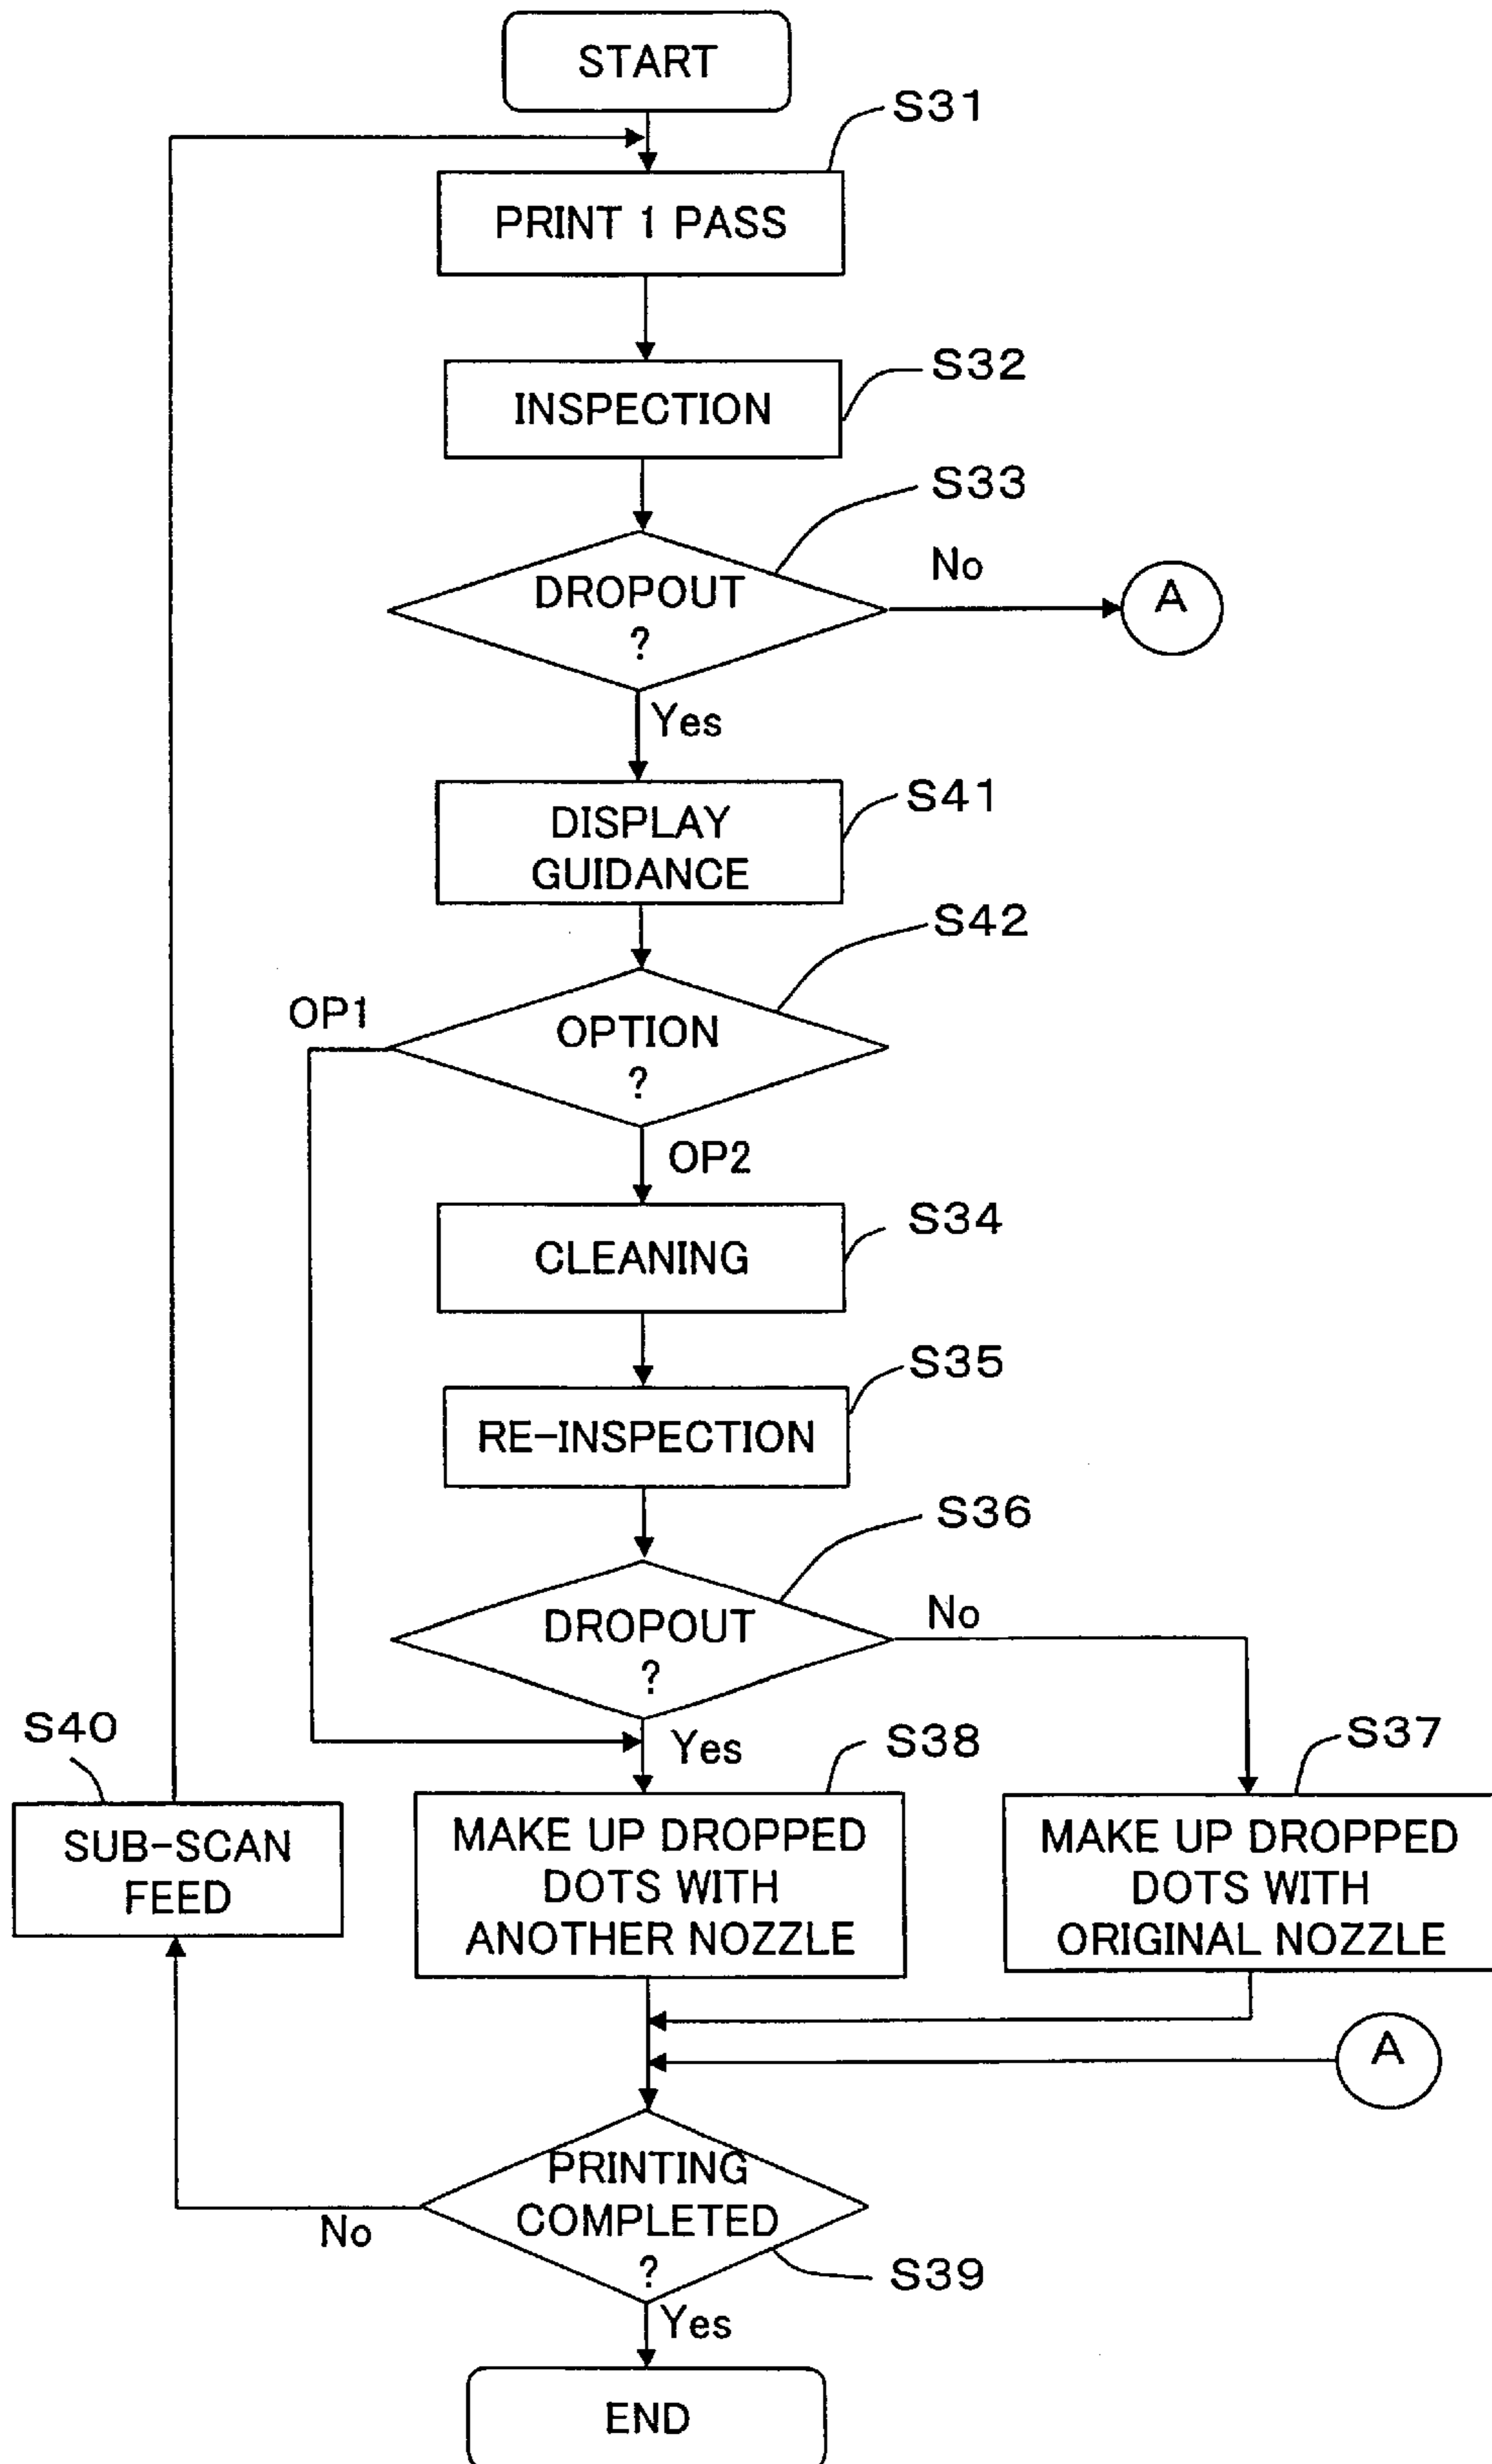 START
S31
PRINT 1 PASS
S32
INSPECTION
S33
DROPOUT
?
No
A
Yes
S41
DISPLAY
GUIDANCE
S42
OP1
OPTION
?
OP2
S34
CLEANING
S35
RE-INSPECTION
S36
DROPOUT
?
No
Yes
S40
SUB-SCAN
FEED
S38
MAKE UP DROPPED
DOTS WITH
ANOTHER NOZZLE
S37
MAKE UP DROPPED
DOTS WITH
ORIGINAL NOZZLE
A
PRINTING
COMPLETED
?
No
S39
Yes
END